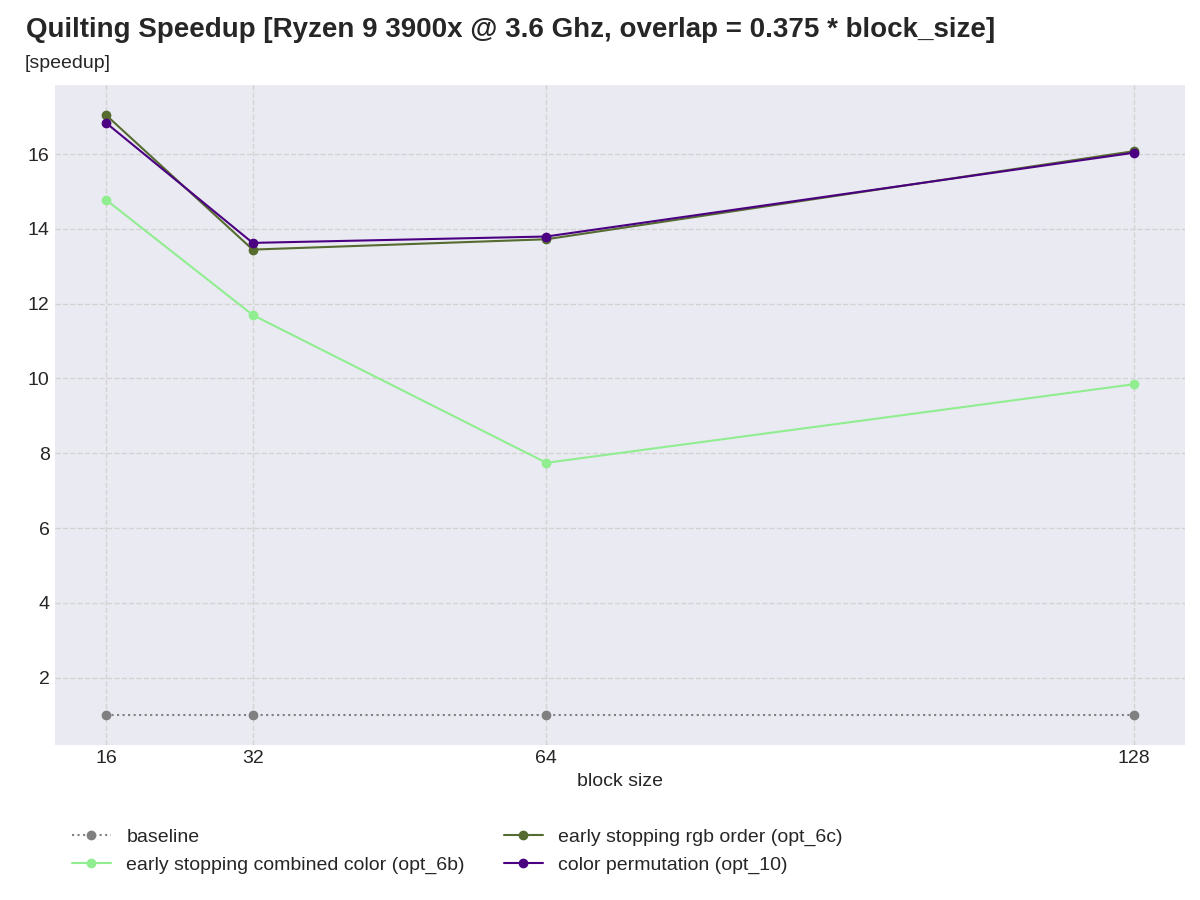 Quilting Speedup [Ryzen 9 3900x @ 3.6 Ghz, overlap = 0.375 * block_size]
[speedup]
16
14
12
10
8
6
4
2
16 32 64 128
block size
baseline
early stopping combined color (opt_6b)
early stopping rgb order (opt_6c)
color permutation (opt_10)